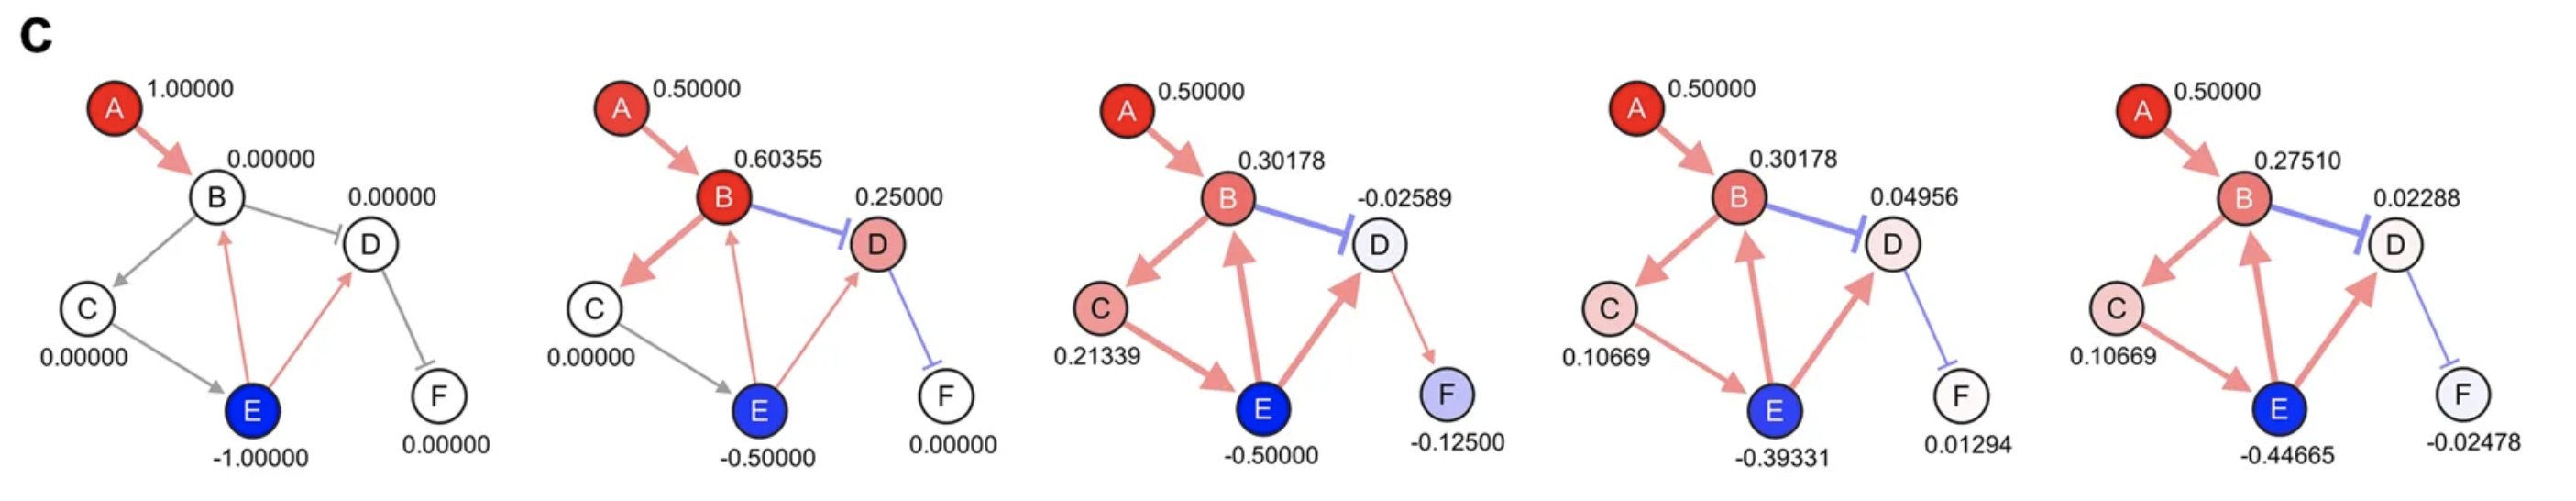 C
A 1.00000
B 0.00000
D 0.00000
C 0.00000
E -1.00000
F 0.00000
A 0.50000
B 0.60355
D 0.25000
C 0.00000
E -0.50000
F 0.00000
A 0.50000
B 0.30178
D -0.02589
C 0.21339
E -0.50000
F -0.12500
A 0.50000
B 0.30178
D 0.04956
C 0.10669
E -0.39331
F 0.01294
A 0.50000
B 0.27510
D 0.02288
C 0.10669
E -0.44665
F -0.02478